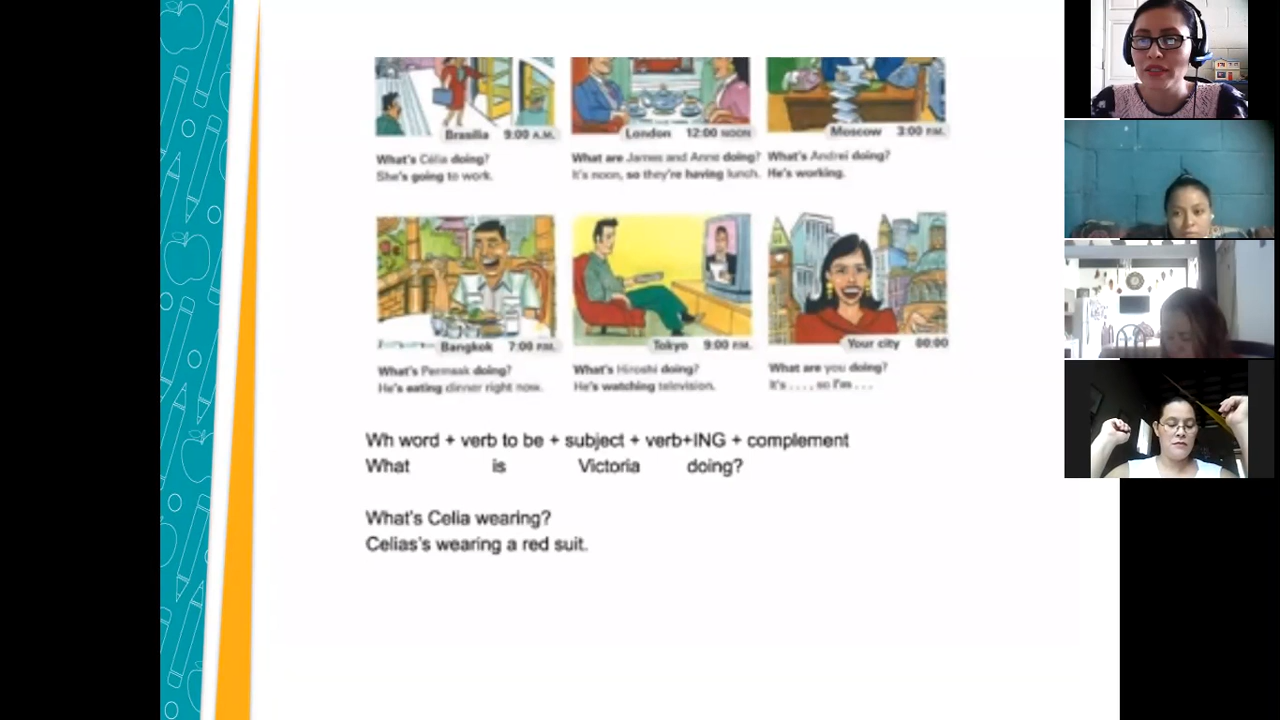 Brasilia 9:00 A.M.
London 12:00 NOON
Moscow 3:00 P.M.
What's Célia doing?
She's going to work.
What are James and Anne doing?
It's noon, so they're having lunch.
What's Andrei doing?
He's working.
Bangkok 7:00 P.M.
Tokyo 9:00 P.M.
Your city 00:00
What's Permsak doing?
He's eating dinner right now.
What's Hiroshi doing?
He's watching television.
What are you doing?
It's ...., so I'm ...
Wh word + verb to be + subject + verb+ING + complement
What is Victoria doing?
What's Celia wearing?
Celias's wearing a red suit.